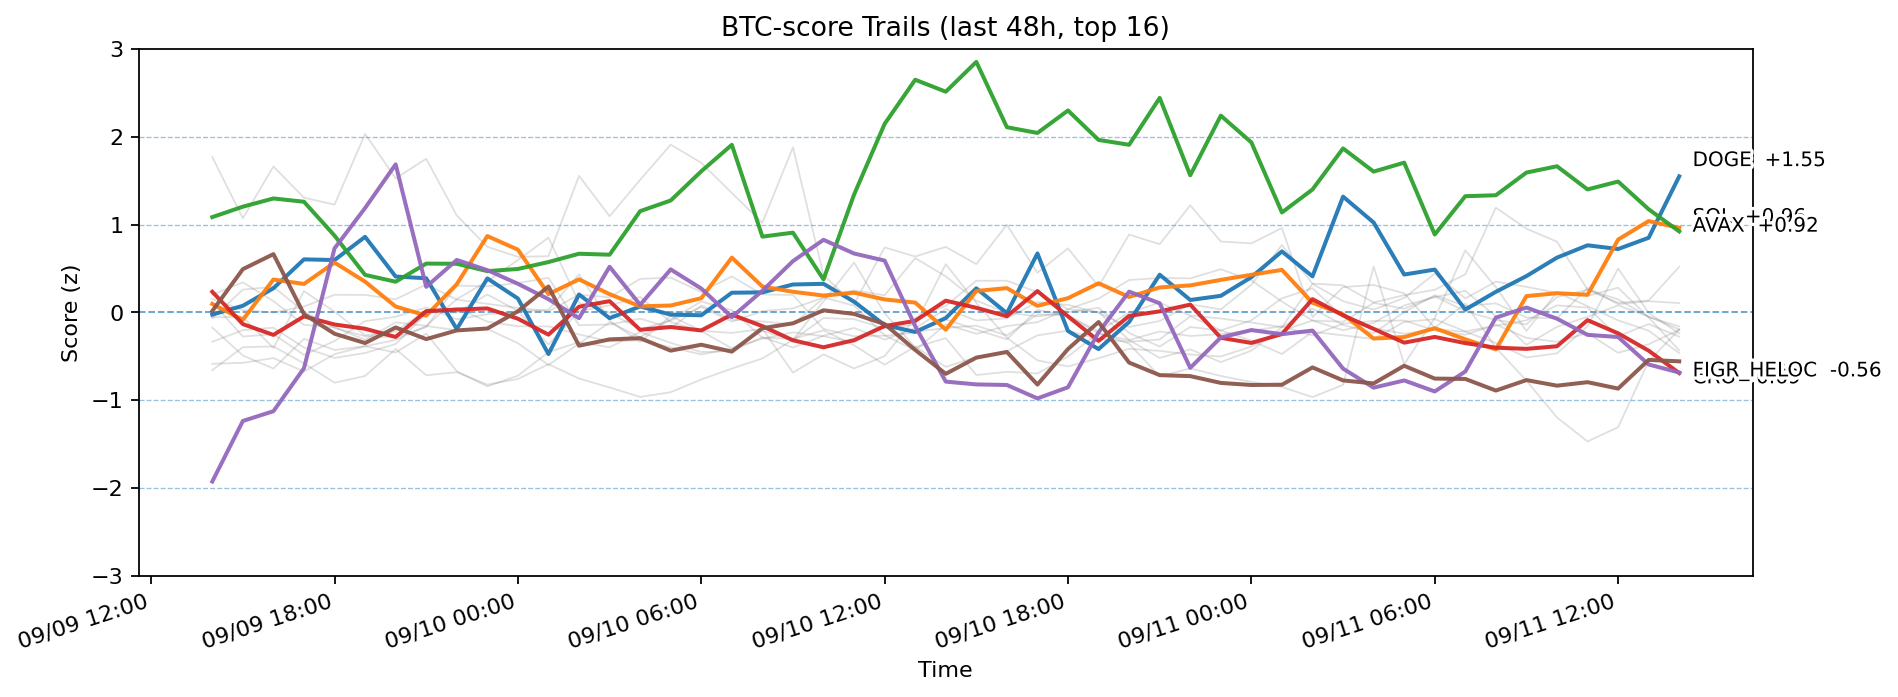 BTC-score Trails (last 48h, top 16)
3
2
1
0
−1
−2
−3
Score (z)
DOGE +1.55
AVAX +0.92
FIGR_HELOC -0.56
09/09 12:00
09/09 18:00
09/10 00:00
09/10 06:00
09/10 12:00
09/10 18:00
09/11 00:00
09/11 06:00
09/11 12:00
Time